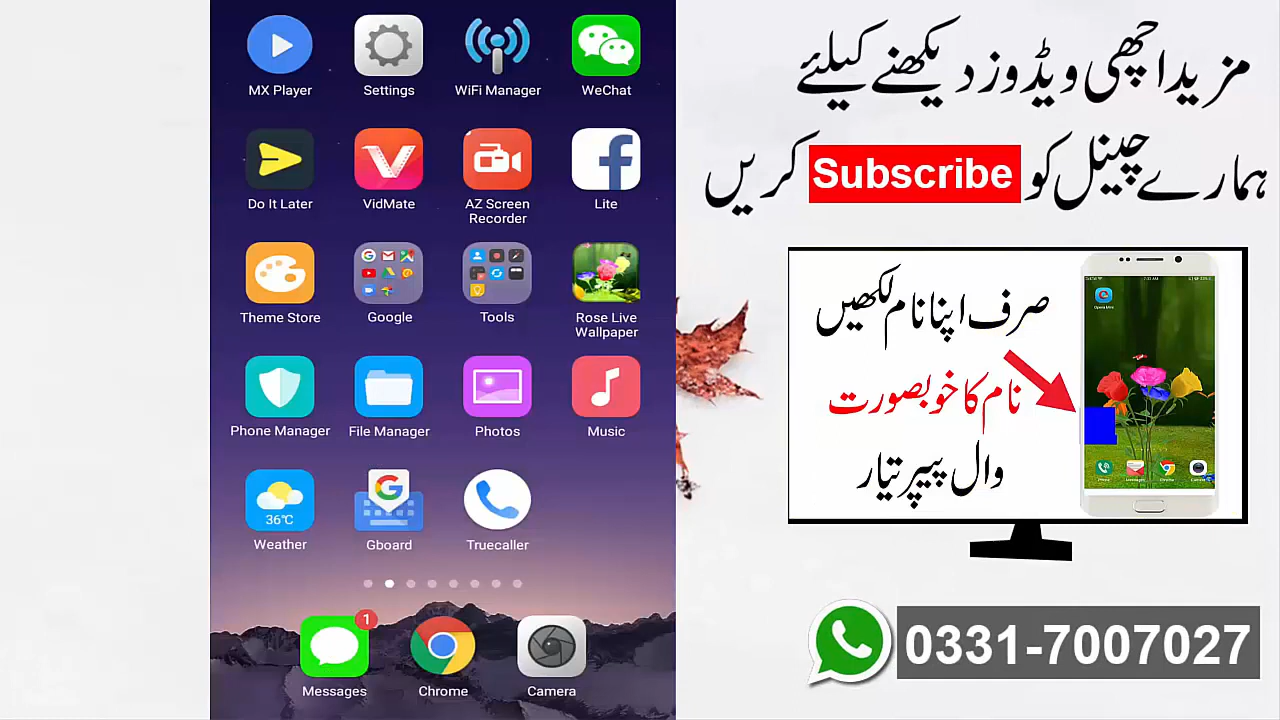 MX Player
Settings
WiFi Manager
WeChat
Do It Later
VidMate
AZ Screen
Recorder
Lite
Theme Store
Google
Tools
Rose Live
Wallpaper
Phone Manager
File Manager
Photos
Music
36℃
Weather
Gboard
Truecaller
1
Messages
Chrome
Camera
مزید اچھی ویڈوز دیکھنے کیلئے
ہمارے چینل کو Subscribe کریں
صرف اپنا نام لکھیں
نام کا خوبصورت
وال پیپر تیار
0331-7007027